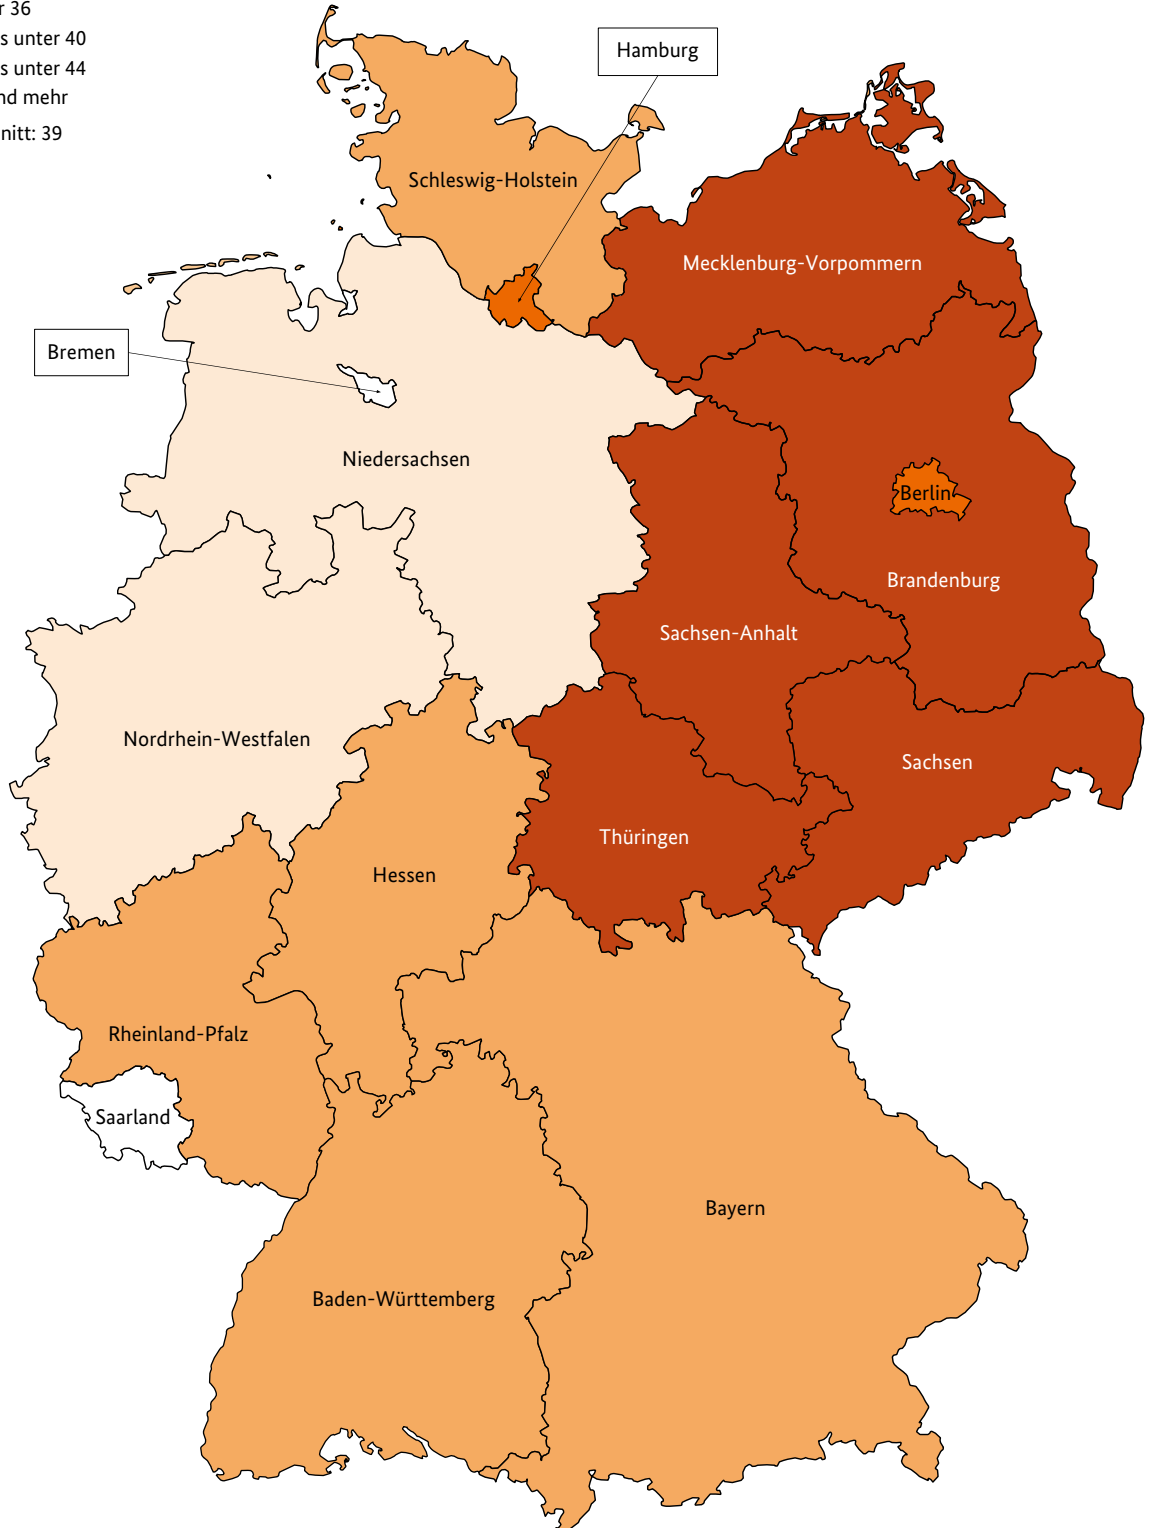 r 36
s unter 40
s unter 44
nd mehr
nitt: 39
Hamburg
Schleswig-Holstein
Mecklenburg-Vorpommern
Bremen
Niedersachsen
Berlin
Brandenburg
Sachsen-Anhalt
Nordrhein-Westfalen
Sachsen
Thüringen
Hessen
Rheinland-Pfalz
Saarland
Bayern
Baden-Württemberg